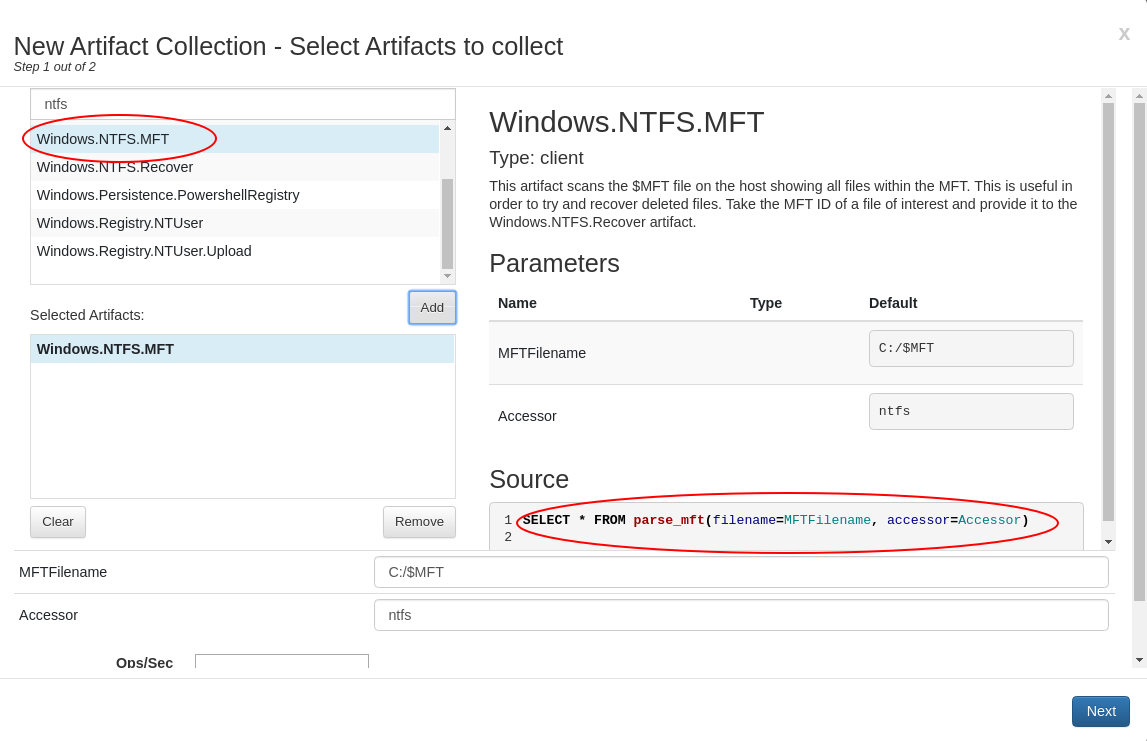 New Artifact Collection - Select Artifacts to collect
x
Step 1 out of 2
ntfs
Windows.NTFS.MFT
Windows.NTFS.Recover
Windows.Persistence.PowershellRegistry
Windows.Registry.NTUser
Windows.Registry.NTUser.Upload
Add
Selected Artifacts:
Windows.NTFS.MFT
Clear
Remove
Windows.NTFS.MFT
Type: client
This artifact scans the $MFT file on the host showing all files within the MFT. This is useful in
order to try and recover deleted files. Take the MFT ID of a file of interest and provide it to the
Windows.NTFS.Recover artifact.
Parameters
Name Type Default
MFTFilename C:/$MFT
Accessor ntfs
Source
1 SELECT * FROM parse_mft(filename=MFTFilename, accessor=Accessor)
2
MFTFilename C:/$MFT
Accessor ntfs
Ops/Sec
Next